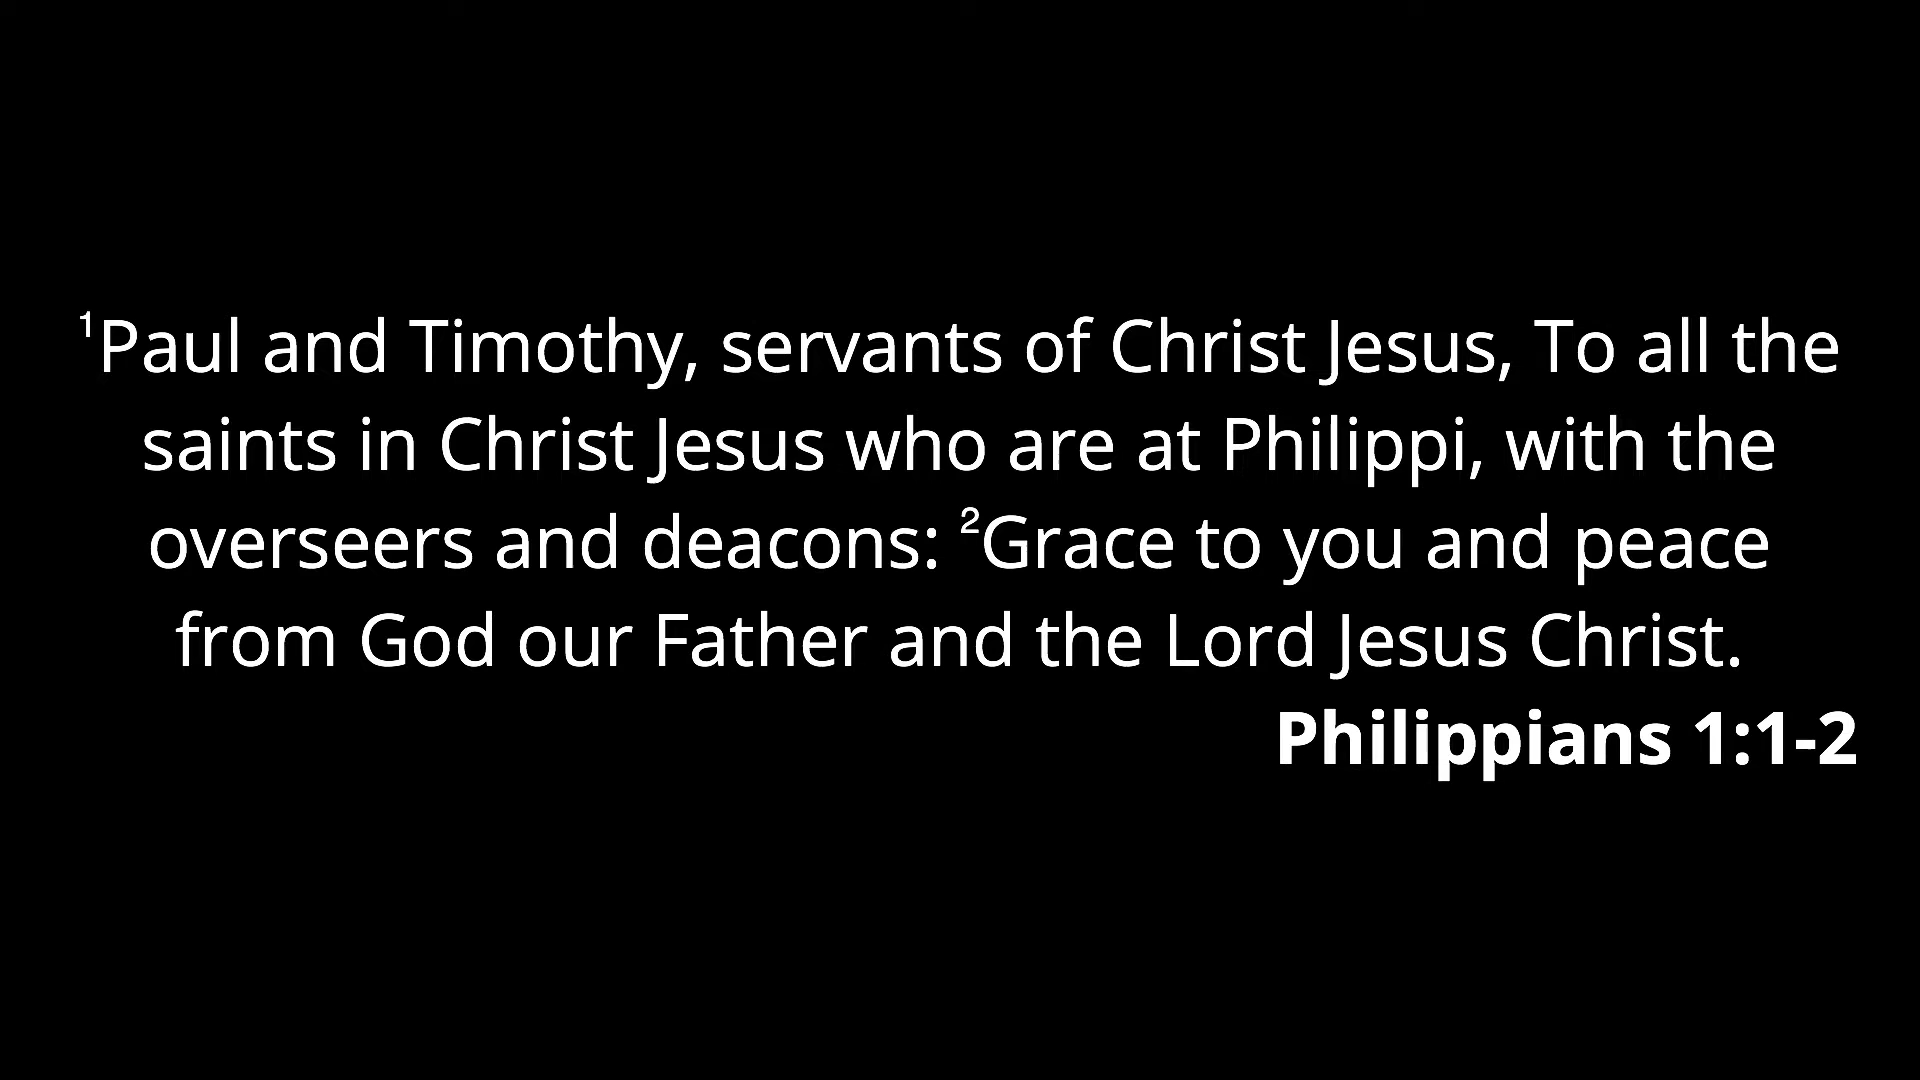 ¹Paul and Timothy, servants of Christ Jesus, To all the
saints in Christ Jesus who are at Philippi, with the
overseers and deacons: ²Grace to you and peace
from God our Father and the Lord Jesus Christ.
Philippians 1:1-2